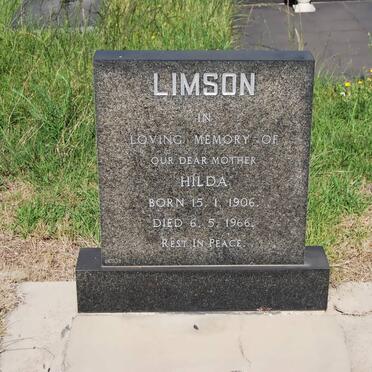 LIMSON
IN
LOVING MEMORY OF
OUR DEAR MOTHER
HILDA
BORN 15. 1. 1906.
DIED 6. 5. 1966.
REST IN PEACE.